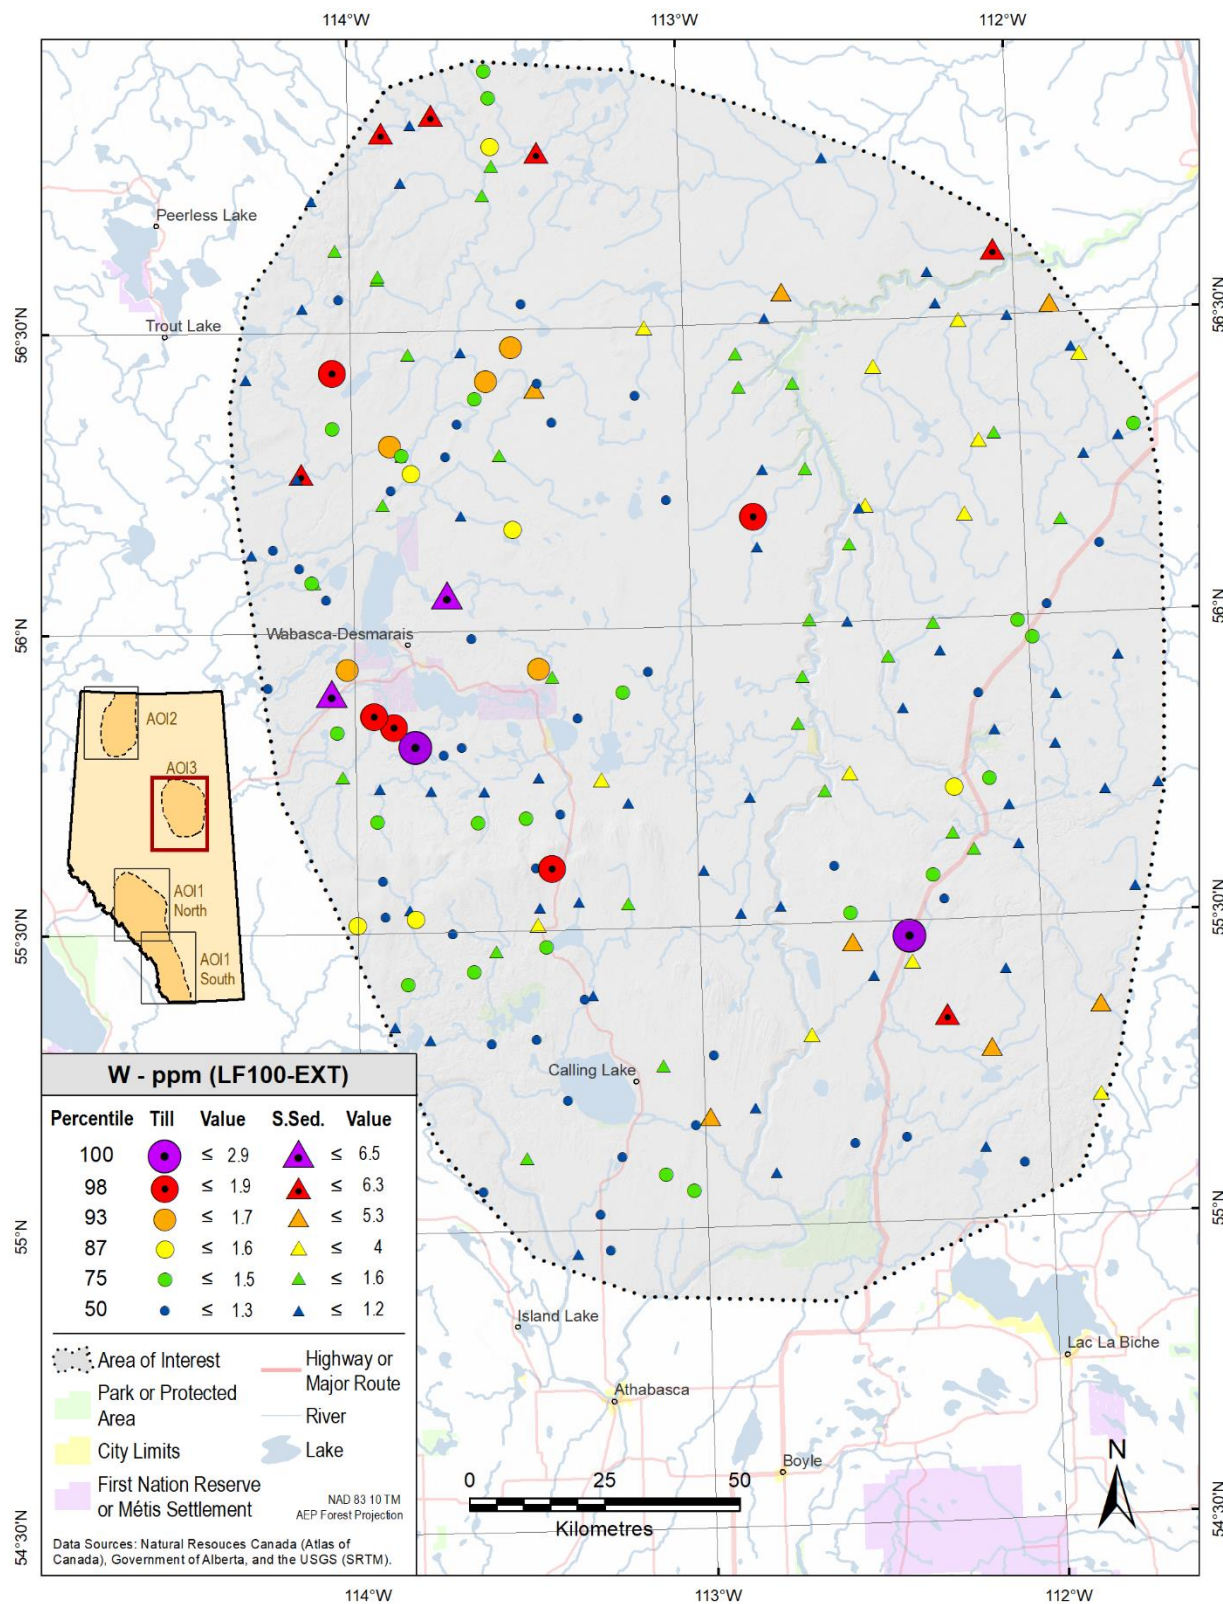 114°W 113°W 112°W
Peerless Lake
Trout Lake
56°30'N 56°30'N
56°N 56°N
Wabasca-Desmarais
AOI2
AOI3
AOI1
North
AOI1
South
55°30'N 55°30'N
Calling Lake
W - ppm (LF100-EXT)
Percentile Till Value S.Sed. Value
100 ≤ 2.9 ≤ 6.5
98 ≤ 1.9 ≤ 6.3
93 ≤ 1.7 ≤ 5.3
87 ≤ 1.6 ≤ 4
75 ≤ 1.5 ≤ 1.6
50 ≤ 1.3 ≤ 1.2
55°N 55°N
Area of Interest
Park or Protected
Area
City Limits
First Nation Reserve
or Métis Settlement
Highway or
Major Route
River
Lake
NAD 83 10 TM
AEP Forest Projection
Data Sources: Natural Resouces Canada (Atlas of
Canada), Government of Alberta, and the USGS (SRTM).
Island Lake
Lac La Biche
Athabasca
Boyle
N
0 25 50
Kilometres
54°30'N 54°30'N
114°W 113°W 112°W